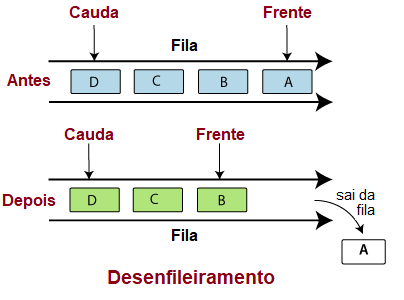 Cauda Frente
Fila
Antes
D C B A
Cauda Frente
Depois
D C B
sai da
fila
Fila
A
Desenfileiramento